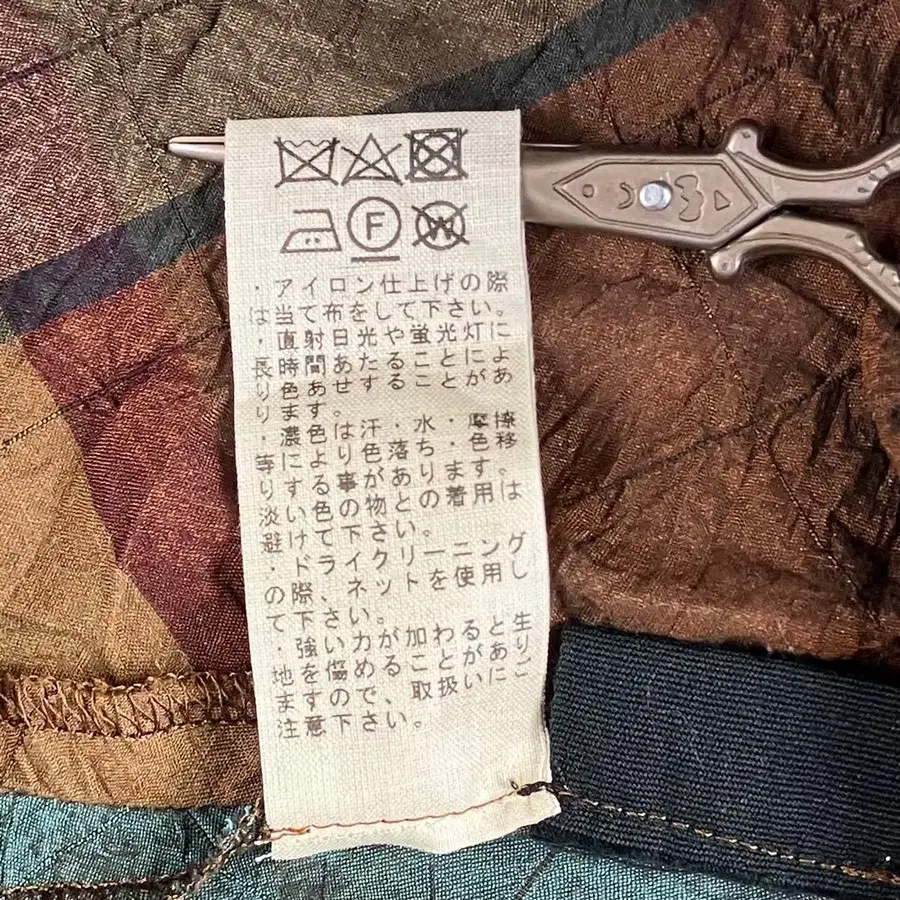 F W
・アイロン仕上げの際
は当て布をして下さい。
・直射日光や蛍光灯に
長時間あたることによ
り色あせすることがあ
ります。
・濃色は汗・水・摩擦
等により色落ち・色移
りする事があります。
淡い色の物との着用は
避けて下さい。
・ドライクリーニング
の際、ネットを使用し
て下さい。
・強い力が加わると生
地を傷めることがあり
ますので、取扱いにご
注意下さい。